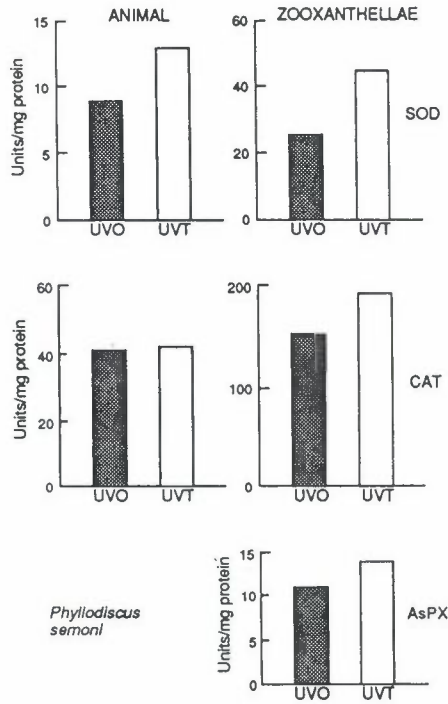 ANIMAL ZOOXANTHELLAE
Units/mg protein
15
10
5
0
UVO UVT
60
40
20
0
UVO UVT
SOD
Units/mg protein
60
40
20
0
UVO UVT
200
100
0
UVO UVT
CAT
Phyllodiscus
semoni
Units/mg protein
15
10
5
0
UVO UVT
AsPX